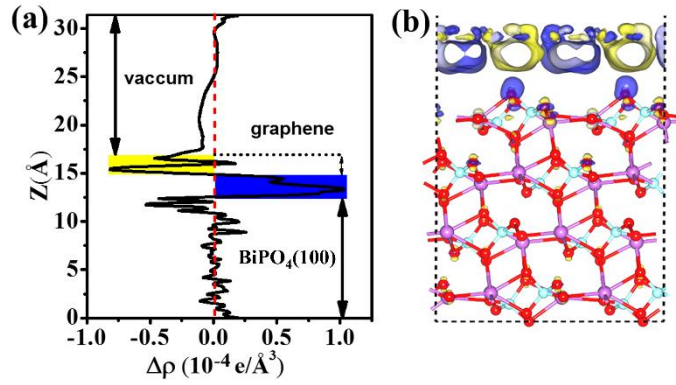 (a)
(b)
30
25
20
15
10
5
0
Z(Å)
vaccum
graphene
BiPO₄(100)
-1.0 -0.5 0.0 0.5 1.0
Δρ (10⁻⁴ e/Å³)